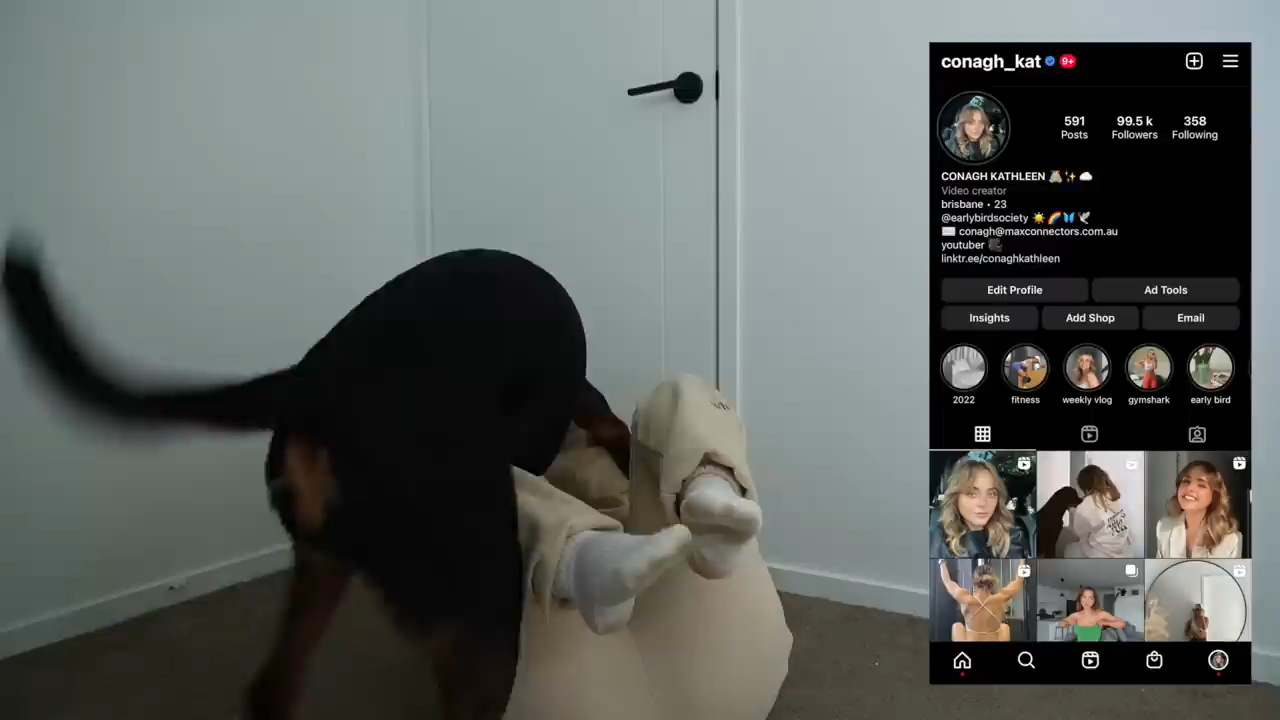 conagh_kat 9+
591 99.5 k 358
Posts Followers Following
CONAGH KATHLEEN
Video creator
brisbane • 23
@earlybirdsociety
conagh@maxconnectors.com.au
youtuber
linktr.ee/conaghkathleen
Edit Profile Ad Tools
Insights Add Shop Email
2022 fitness weekly vlog gymshark early bird